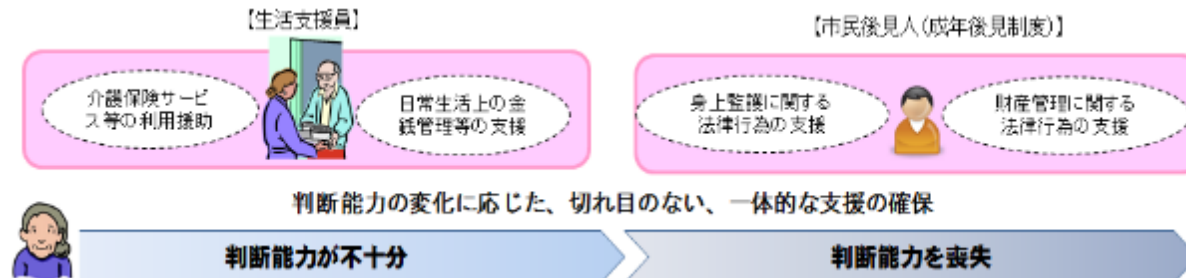 【生活支援員】
【市民後見人(成年後見制度)】
介護保険サービ
ス等の利用援助
日常生活上の金
銭管理等の支援
身上監護に関する
法律行為の支援
財産管理に関する
法律行為の支援
判断能力の変化に応じた、切れ目のない、一体的な支援の確保
判断能力が不十分
判断能力を喪失